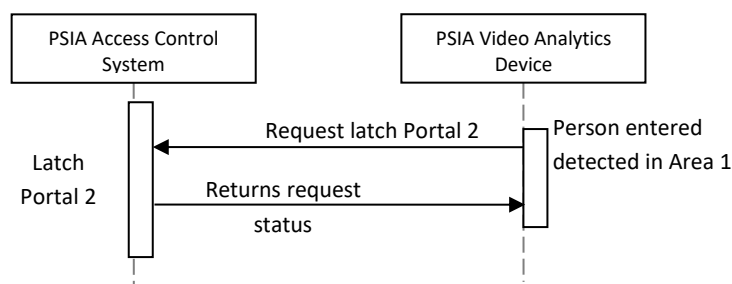 PSIA Access Control
System
PSIA Video Analytics
Device
Request latch Portal 2
Person entered
detected in Area 1
Latch
Portal 2
Returns request
status